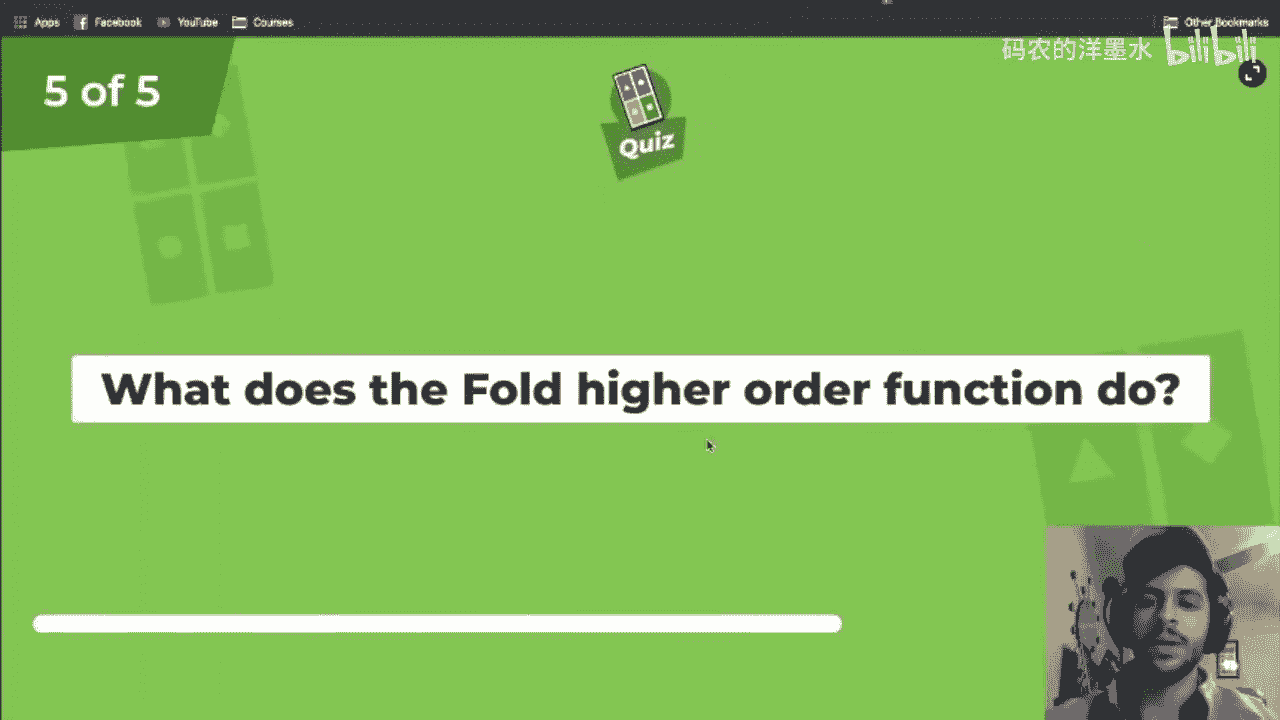 Apps Facebook YouTube Courses Other Bookmarks
码农的洋墨水 bilibili
5 of 5
Quiz
What does the Fold higher order function do?